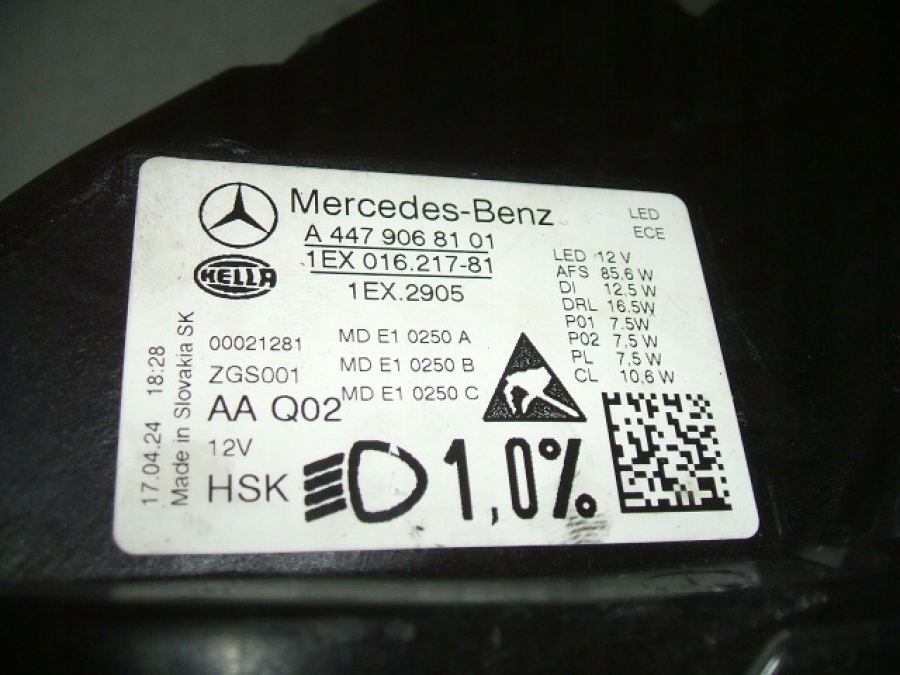 Mercedes-Benz
A 447 906 81 01
HELLA
1EX 016.217-81
1EX.2905
LED
ECE
LED 12 V
AFS 85,6 W
DI 12,5 W
DRL 16.5W
P01 7.5W
P02 7,5 W
PL 7,5 W
CL 10,6 W
00021281
MD E1 0250 A
ZGS001
MD E1 0250 B
AA Q02
MD E1 0250 C
12V
HSK
1,0%
17.04.24 18:28
Made in Slovakia SK